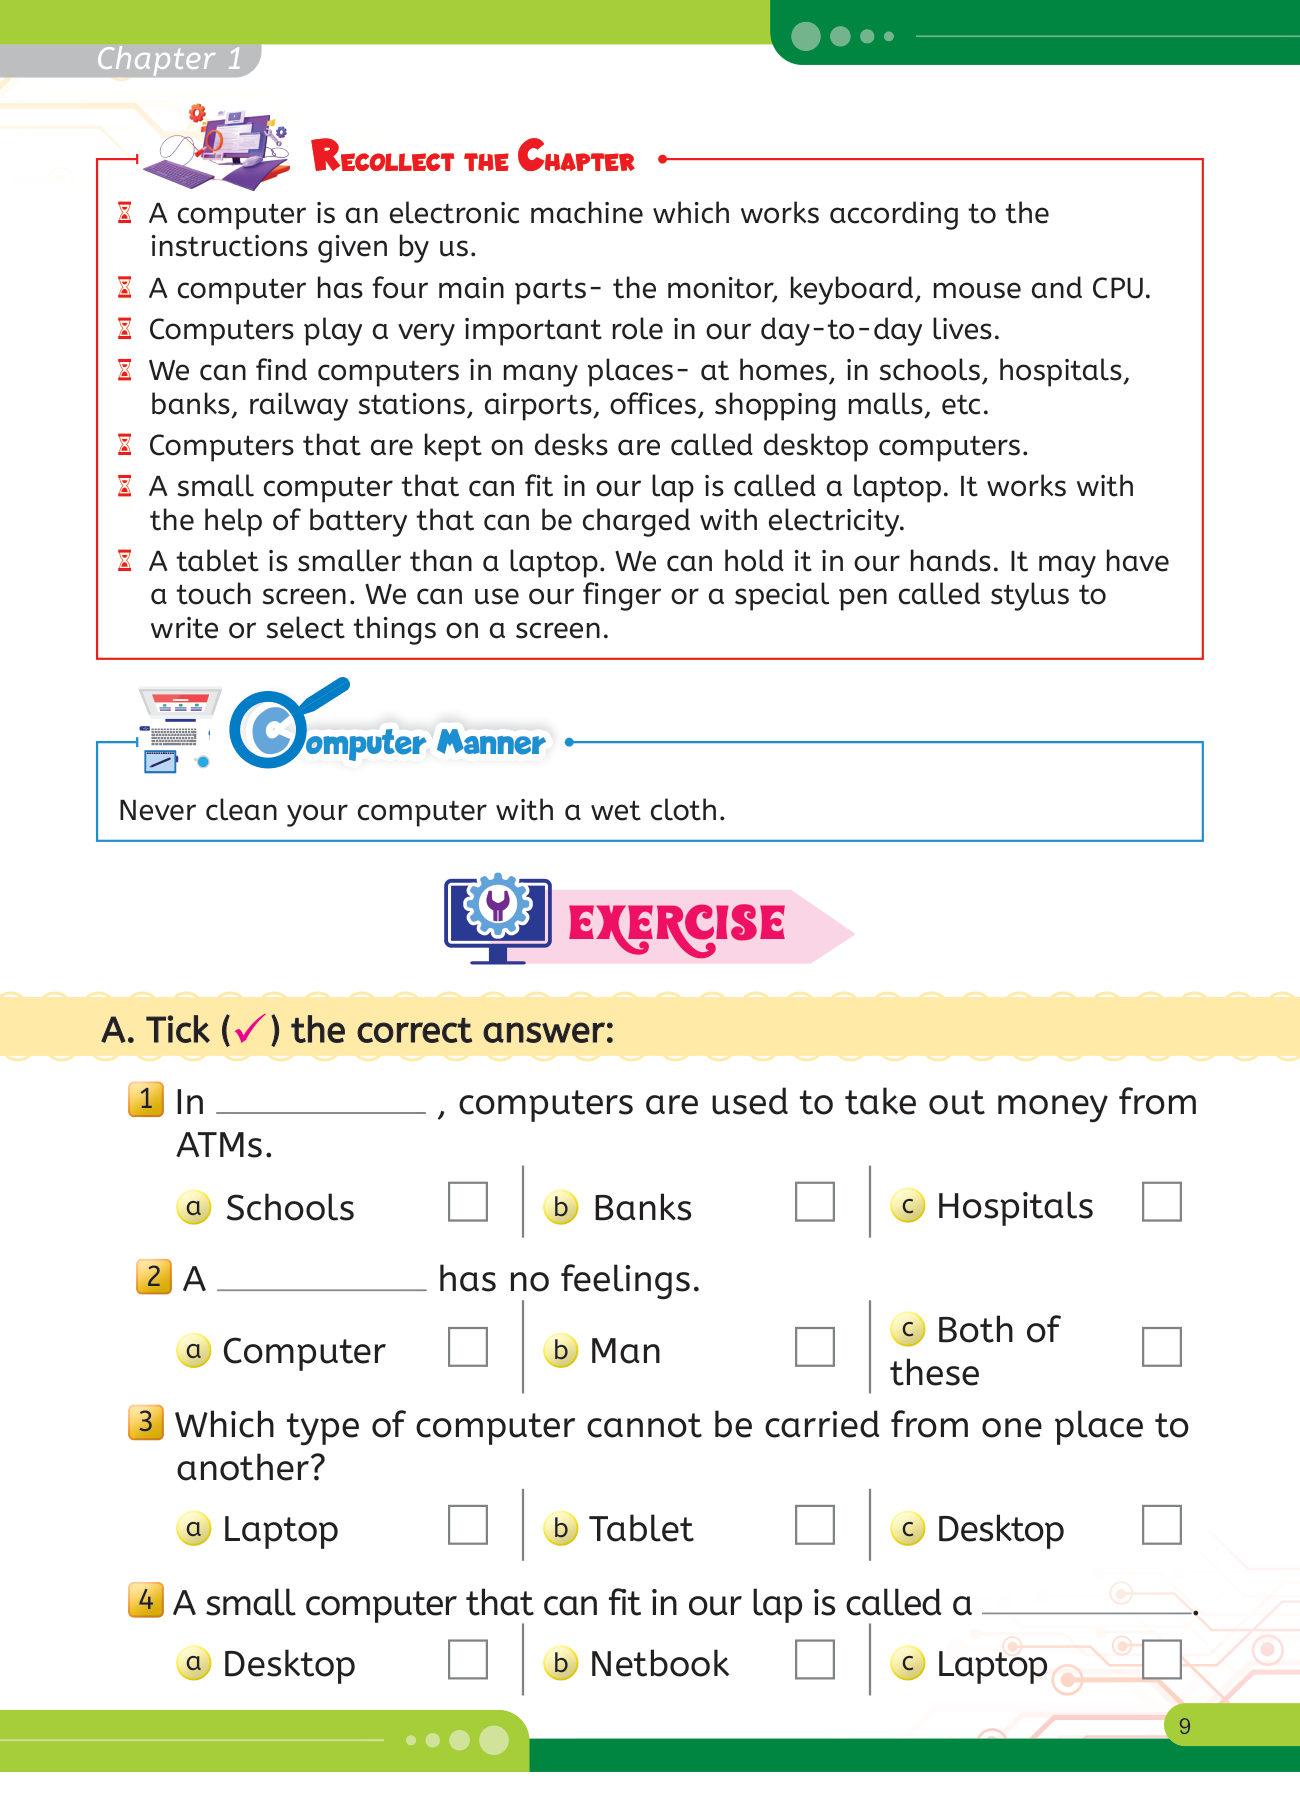 Chapter 1
Recollect the Chapter
A computer is an electronic machine which works according to the
instructions given by us.
A computer has four main parts- the monitor, keyboard, mouse and CPU.
Computers play a very important role in our day-to-day lives.
We can find computers in many places- at homes, in schools, hospitals,
banks, railway stations, airports, offices, shopping malls, etc.
Computers that are kept on desks are called desktop computers.
A small computer that can fit in our lap is called a laptop. It works with
the help of battery that can be charged with electricity.
A tablet is smaller than a laptop. We can hold it in our hands. It may have
a touch screen. We can use our finger or a special pen called stylus to
write or select things on a screen.
Computer Manner
Never clean your computer with a wet cloth.
EXERCISE
A. Tick (✓) the correct answer:
1 In ____________ , computers are used to take out money from
ATMs.
a Schools b Banks c Hospitals
2 A ____________ has no feelings.
a Computer b Man c Both of
these
3 Which type of computer cannot be carried from one place to
another?
a Laptop b Tablet c Desktop
4 A small computer that can fit in our lap is called a ____________.
a Desktop b Netbook c Laptop
9